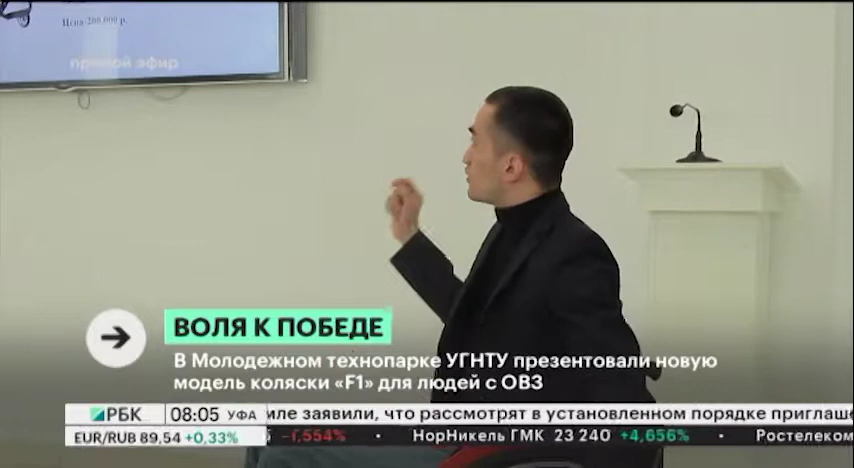 Цена 200.000 р.
прямой эфир
ВОЛЯ К ПОБЕДЕ
В Молодежном технопарке УГНТУ презентовали новую
модель коляски «F1» для людей с ОВЗ
РБК 08:05 УФА иле заявили, что рассмотрят в установленном порядке приглаше
EUR/RUB 89,54 +0,33% -1,554% • НорНикель ГМК 23 240 +4,656% • Ростелеком